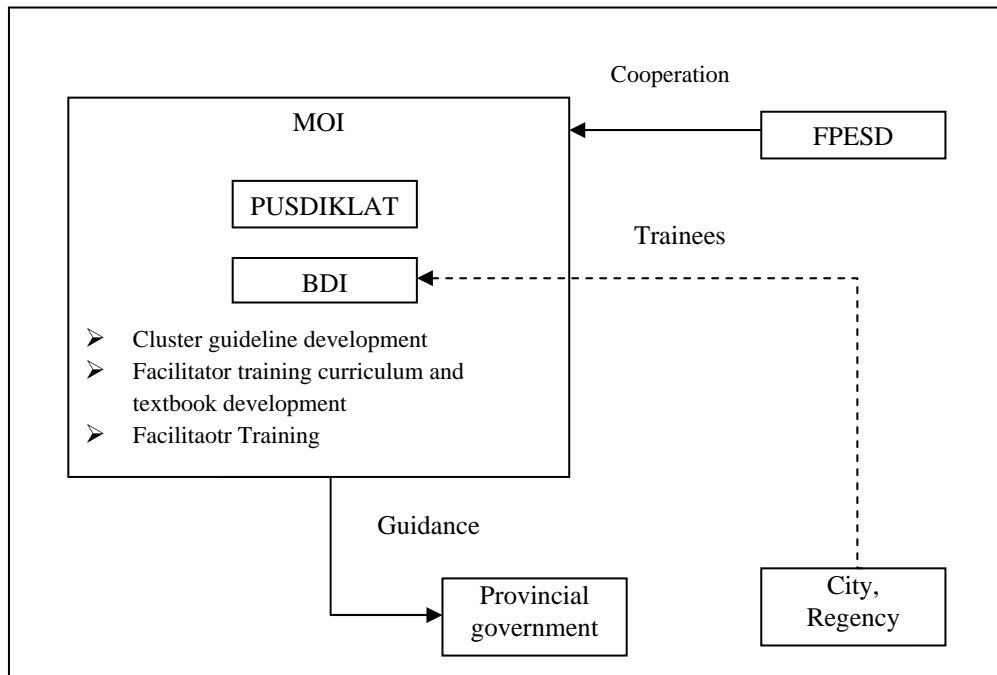 Cooperation
MOI
FPESD
PUSDIKLAT
Trainees
BDI
➢ Cluster guideline development
➢ Facilitator training curriculum and
textbook development
➢ Facilitaotr Training
Guidance
Provincial
government
City,
Regency